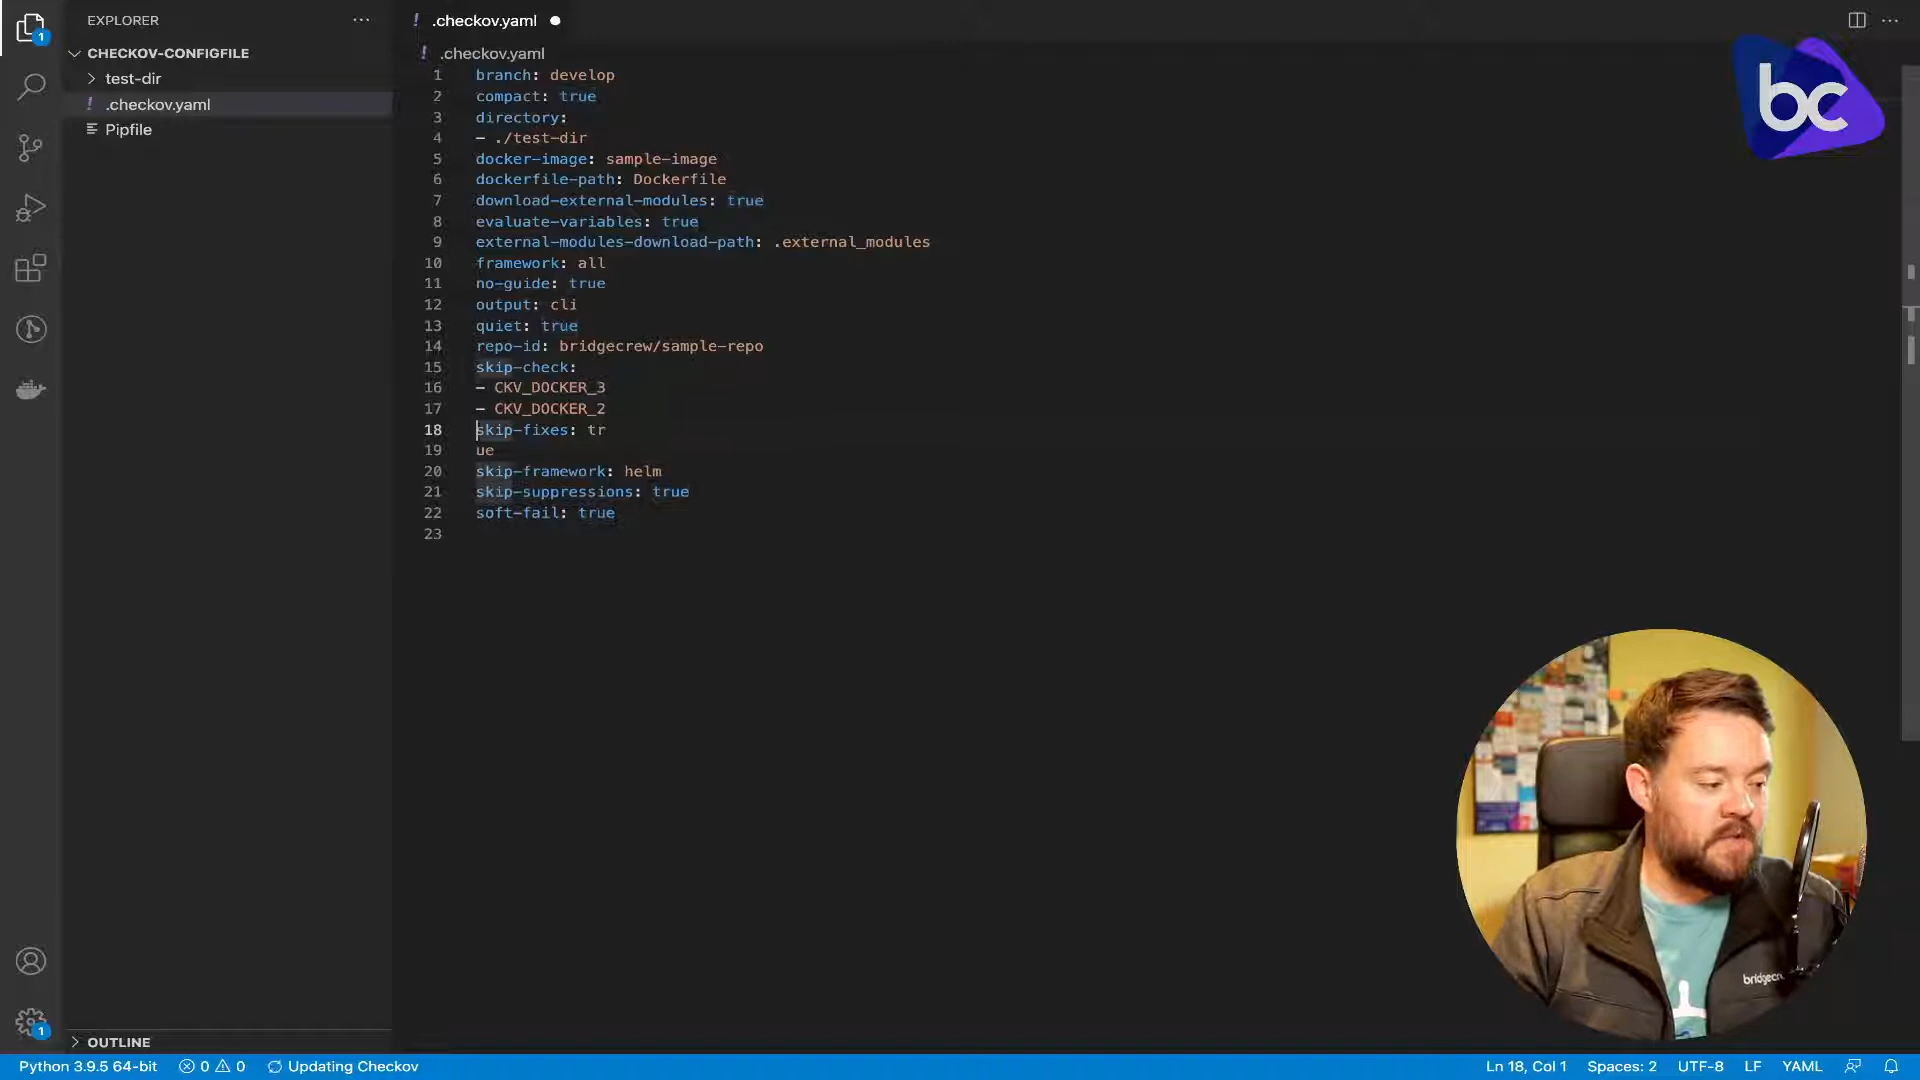 EXPLORER
CHECKOV-CONFIGFILE
test-dir
! .checkov.yaml
Pipfile
OUTLINE
! .checkov.yaml
! .checkov.yaml
1 branch: develop
2 compact: true
3 directory:
4 - ./test-dir
5 docker-image: sample-image
6 dockerfile-path: Dockerfile
7 download-external-modules: true
8 evaluate-variables: true
9 external-modules-download-path: .external_modules
10 framework: all
11 no-guide: true
12 output: cli
13 quiet: true
14 repo-id: bridgecrew/sample-repo
15 skip-check:
16 - CKV_DOCKER_3
17 - CKV_DOCKER_2
18 skip-fixes: tr
19 ue
20 skip-framework: helm
21 skip-suppressions: true
22 soft-fail: true
23
bc
1
1
Python 3.9.5 64-bit 0 0 Updating Checkov Ln 18, Col 1 Spaces: 2 UTF-8 LF YAML